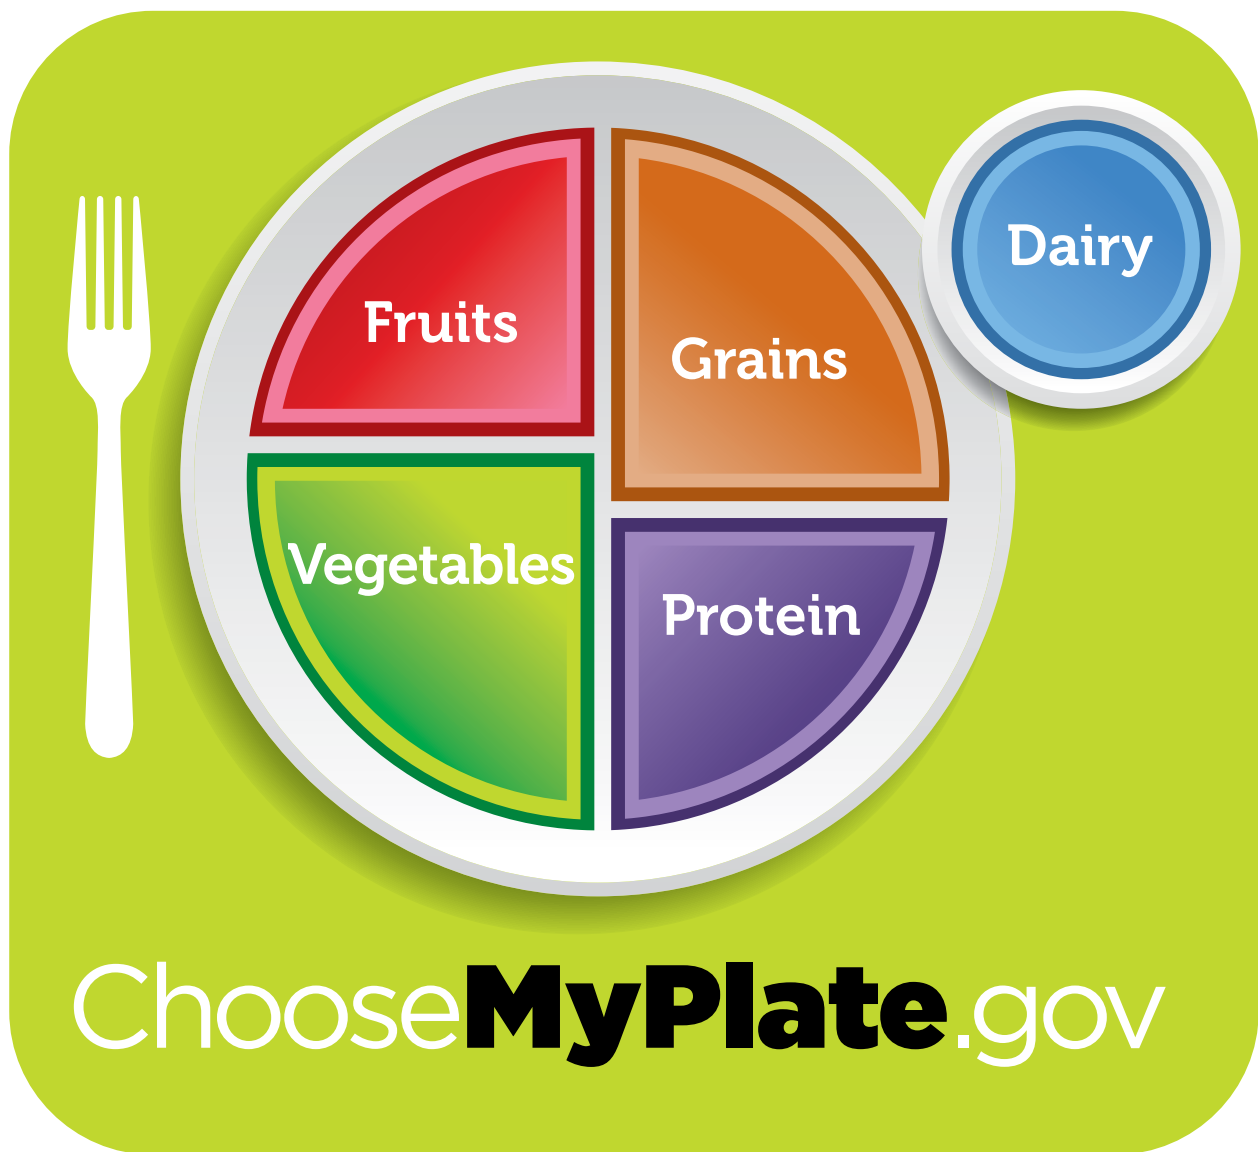 Fruits
Grains
Dairy
Vegetables
Protein
ChooseMyPlate.gov